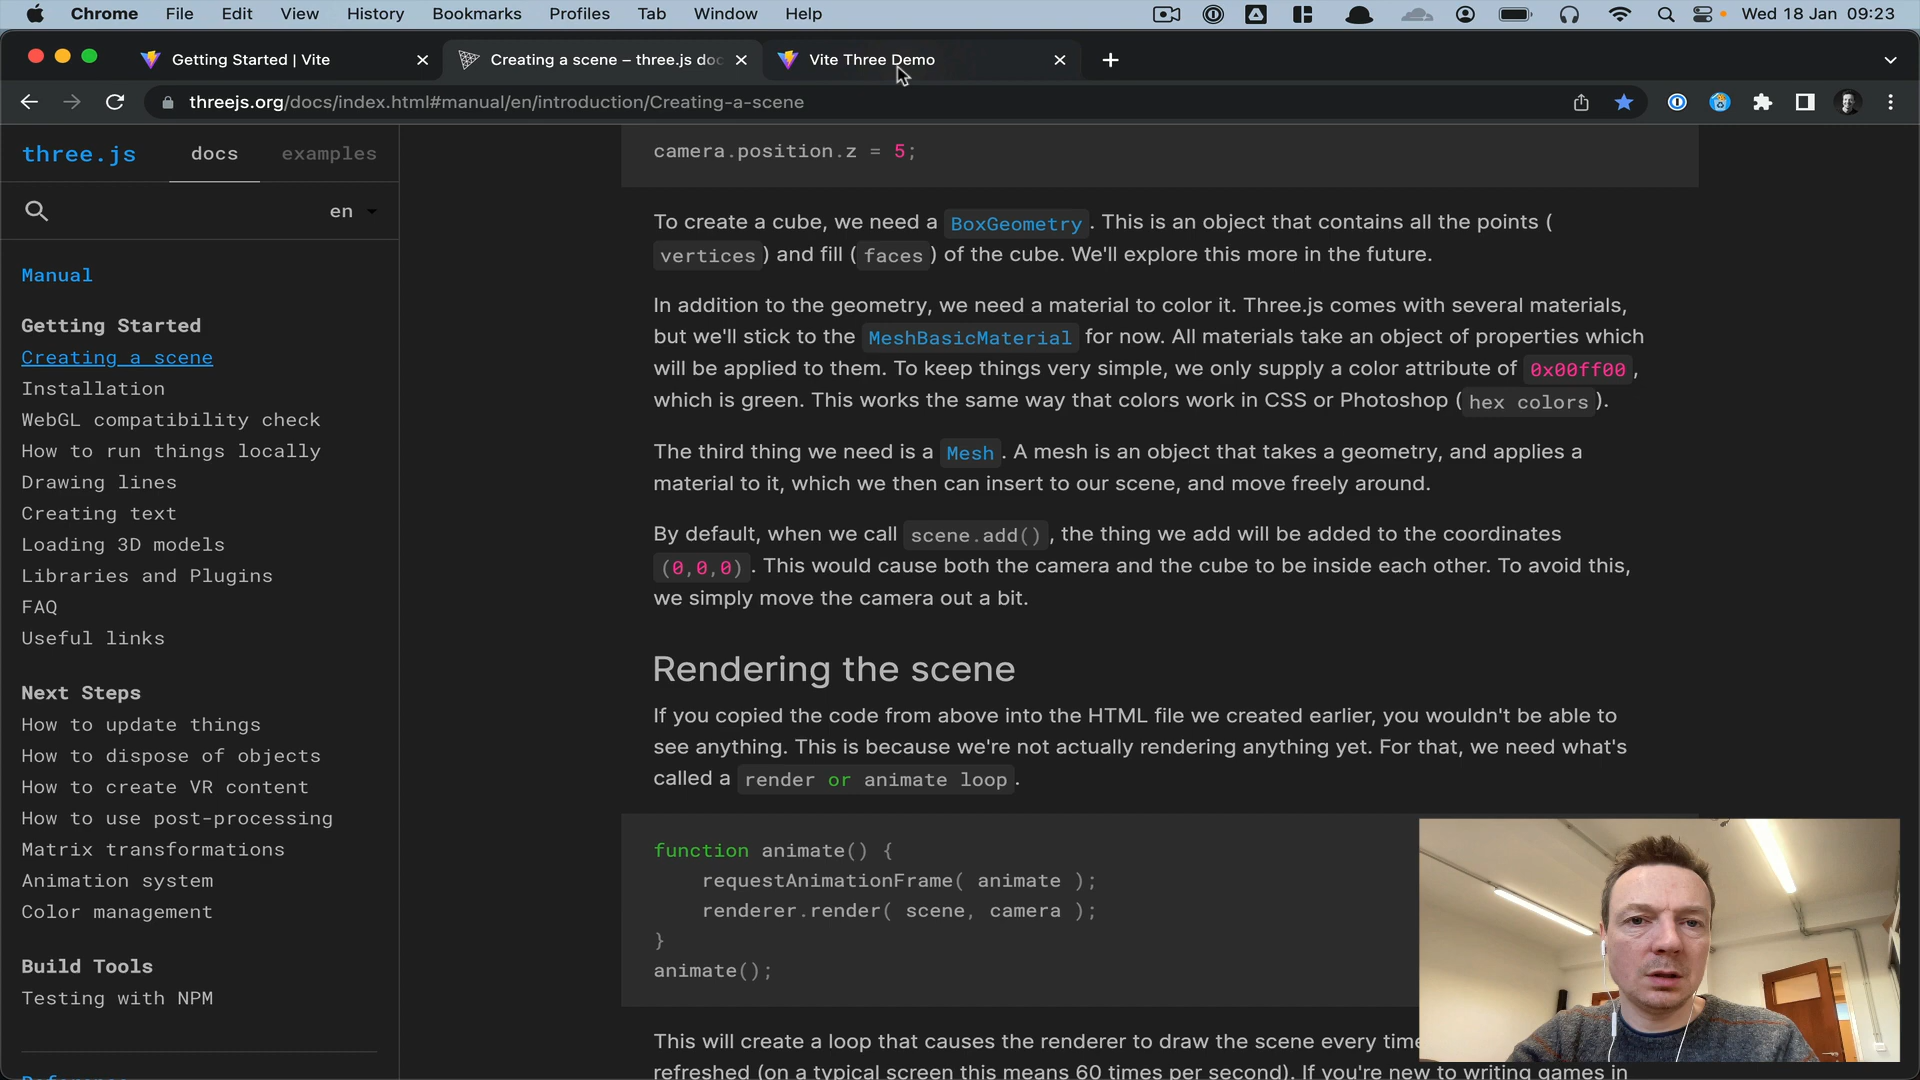 Chrome File Edit View History Bookmarks Profiles Tab Window Help Wed 18 Jan 09:23
Getting Started | Vite Creating a scene – three.js doc Vite Three Demo
threejs.org/docs/index.html#manual/en/introduction/Creating-a-scene
three.js docs examples
en
Manual
Getting Started
Creating a scene
Installation
WebGL compatibility check
How to run things locally
Drawing lines
Creating text
Loading 3D models
Libraries and Plugins
FAQ
Useful links
Next Steps
How to update things
How to dispose of objects
How to create VR content
How to use post-processing
Matrix transformations
Animation system
Color management
Build Tools
Testing with NPM
camera.position.z = 5;
To create a cube, we need a BoxGeometry. This is an object that contains all the points (
vertices) and fill (faces) of the cube. We'll explore this more in the future.
In addition to the geometry, we need a material to color it. Three.js comes with several materials,
but we'll stick to the MeshBasicMaterial for now. All materials take an object of properties which
will be applied to them. To keep things very simple, we only supply a color attribute of 0x00ff00,
which is green. This works the same way that colors work in CSS or Photoshop (hex colors).
The third thing we need is a Mesh. A mesh is an object that takes a geometry, and applies a
material to it, which we then can insert to our scene, and move freely around.
By default, when we call scene.add(), the thing we add will be added to the coordinates
(0,0,0). This would cause both the camera and the cube to be inside each other. To avoid this,
we simply move the camera out a bit.
Rendering the scene
If you copied the code from above into the HTML file we created earlier, you wouldn't be able to
see anything. This is because we're not actually rendering anything yet. For that, we need what's
called a render or animate loop.
function animate() {
requestAnimationFrame( animate );
renderer.render( scene, camera );
}
animate();
This will create a loop that causes the renderer to draw the scene every time
refreshed (on a typical screen this means 60 times per second). If you're new to writing games in